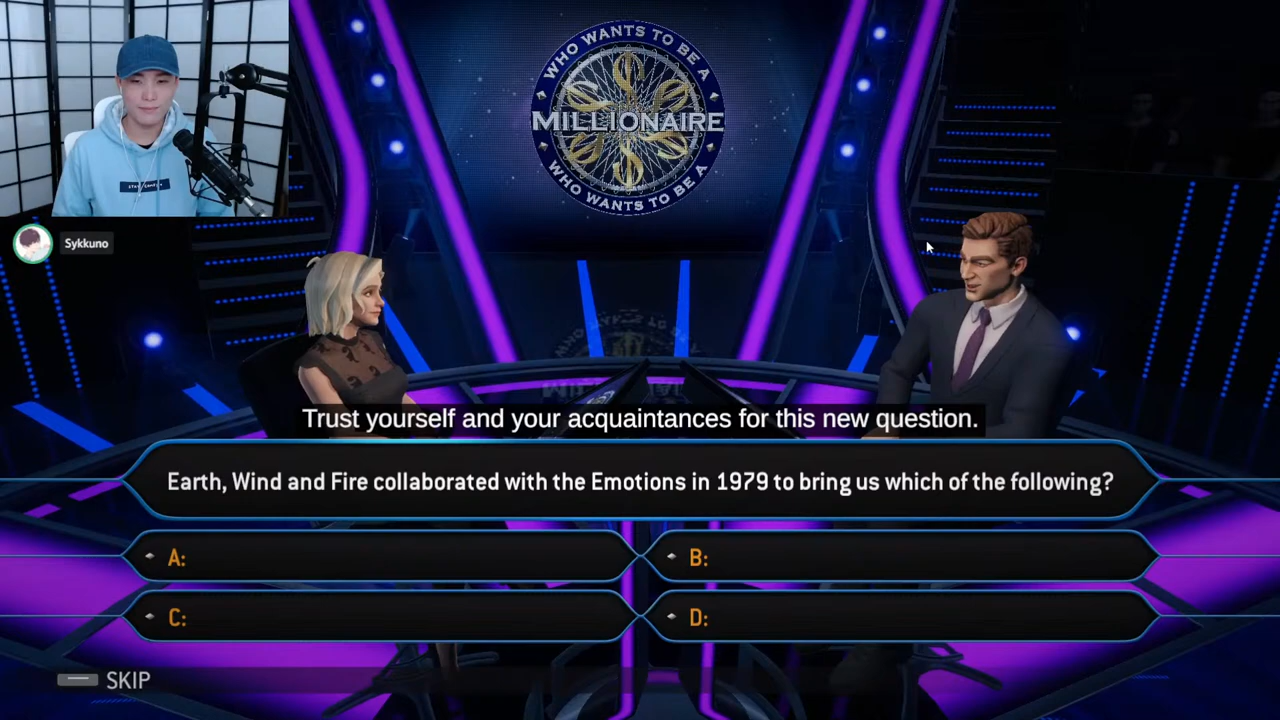 WHO WANTS TO BE A
MILLIONAIRE
WHO WANTS TO BE A
Sykkuno
Trust yourself and your acquaintances for this new question.
Earth, Wind and Fire collaborated with the Emotions in 1979 to bring us which of the following?
A:
B:
C:
D:
SKIP